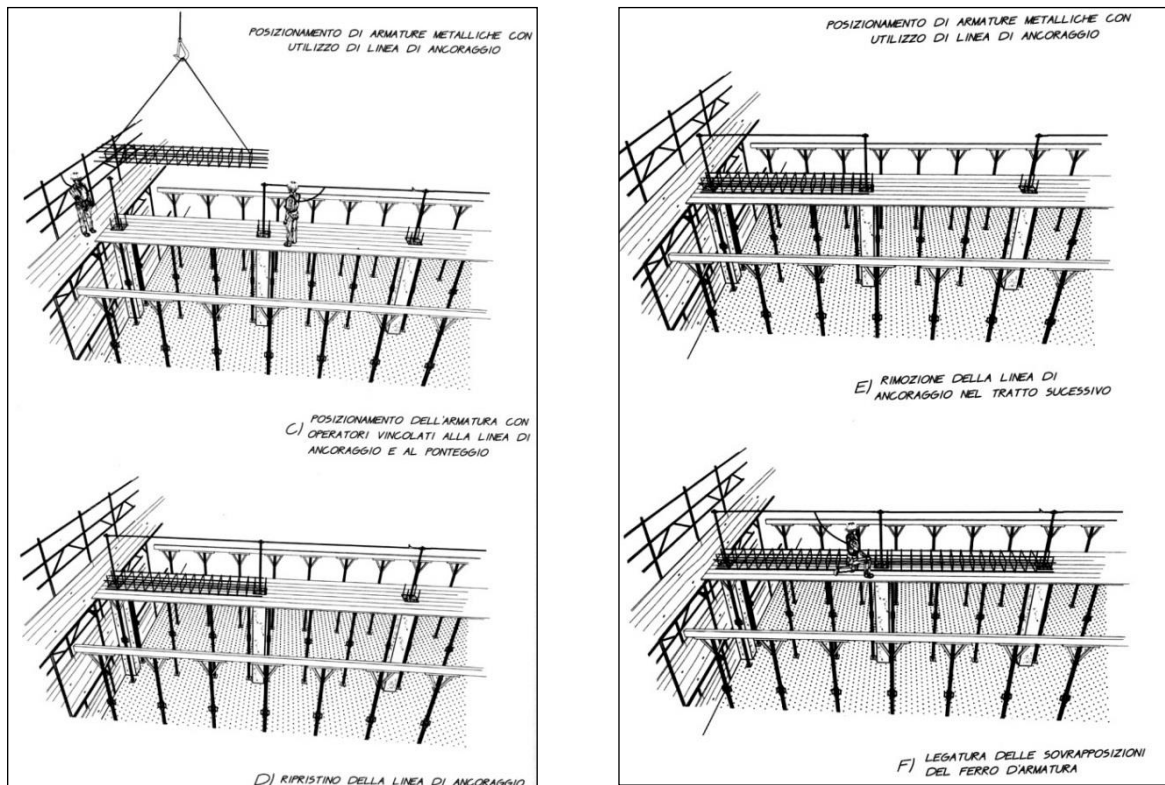 POSIZIONAMENTO DI ARMATURE METALLICHE CON
UTILIZZO DI LINEA DI ANCORAGGIO
C) POSIZIONAMENTO DELL'ARMATURA CON
OPERATORI VINCOLATI ALLA LINEA DI
ANCORAGGIO E AL PONTEGGIO
D) RIPRISTINO DELLA LINEA DI ANCORAGGIO
POSIZIONAMENTO DI ARMATURE METALLICHE CON
UTILIZZO DI LINEA DI ANCORAGGIO
E) RIMOZIONE DELLA LINEA DI
ANCORAGGIO NEL TRATTO SUCESSIVO
F) LEGATURA DELLE SOVRAPPOSIZIONI
DEL FERRO D'ARMATURA